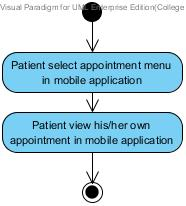 Visual Paradigm for UML Enterprise Edition(College
Patient select appointment menu
in mobile application
Patient view his/her own
appointment in mobile application